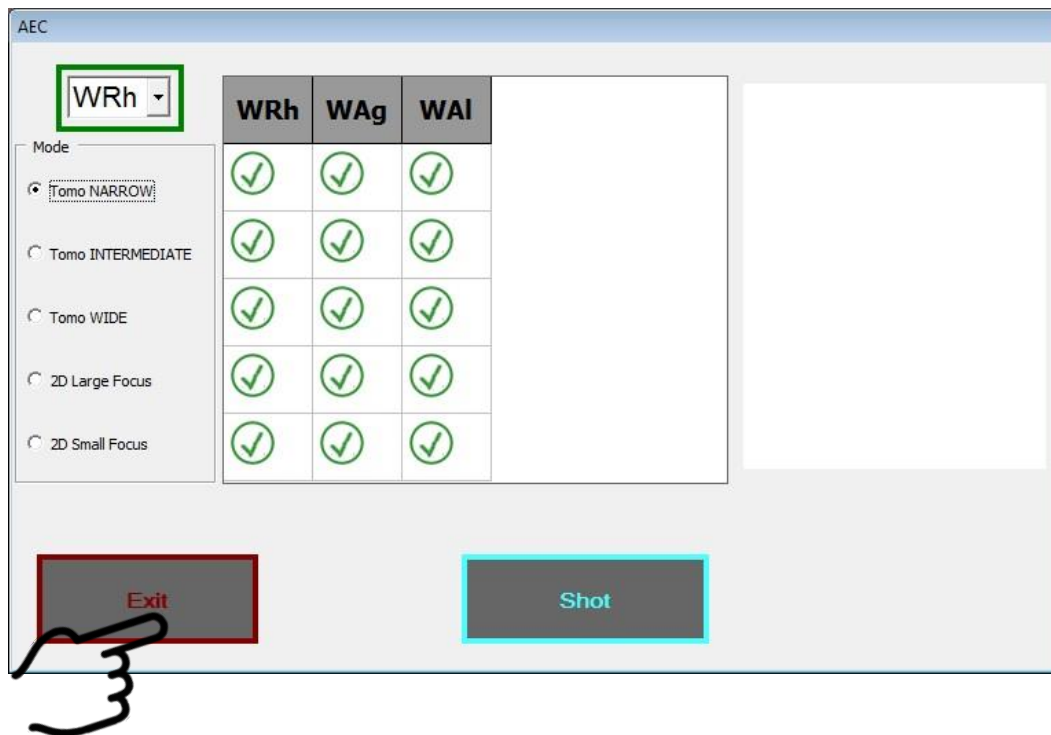 AEC
WRh
WRh WAg WAl
Mode
Tomo NARROW
Tomo INTERMEDIATE
Tomo WIDE
2D Large Focus
2D Small Focus
Exit
Shot